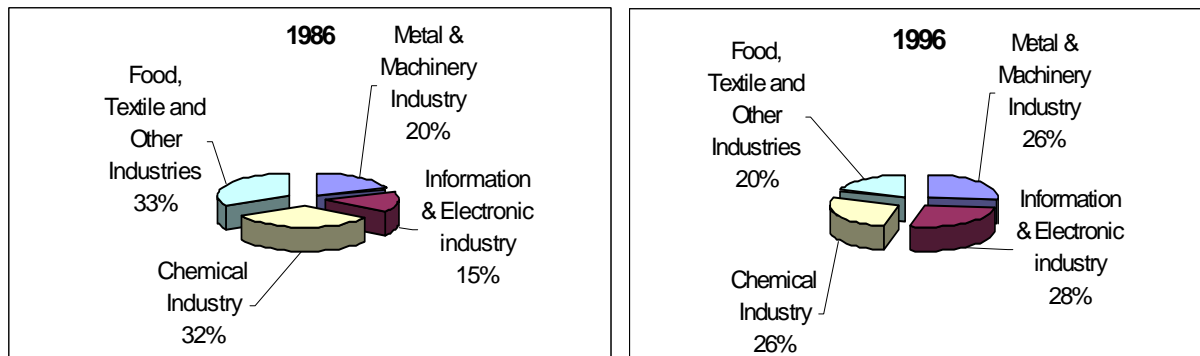 1986
Metal &
Machinery
Industry
20%
Food,
Textile and
Other
Industries
33%
Information
& Electronic
industry
15%
Chemical
Industry
32%
1996
Metal &
Machinery
Industry
26%
Food,
Textile and
Other
Industries
20%
Information
& Electronic
industry
28%
Chemical
Industry
26%